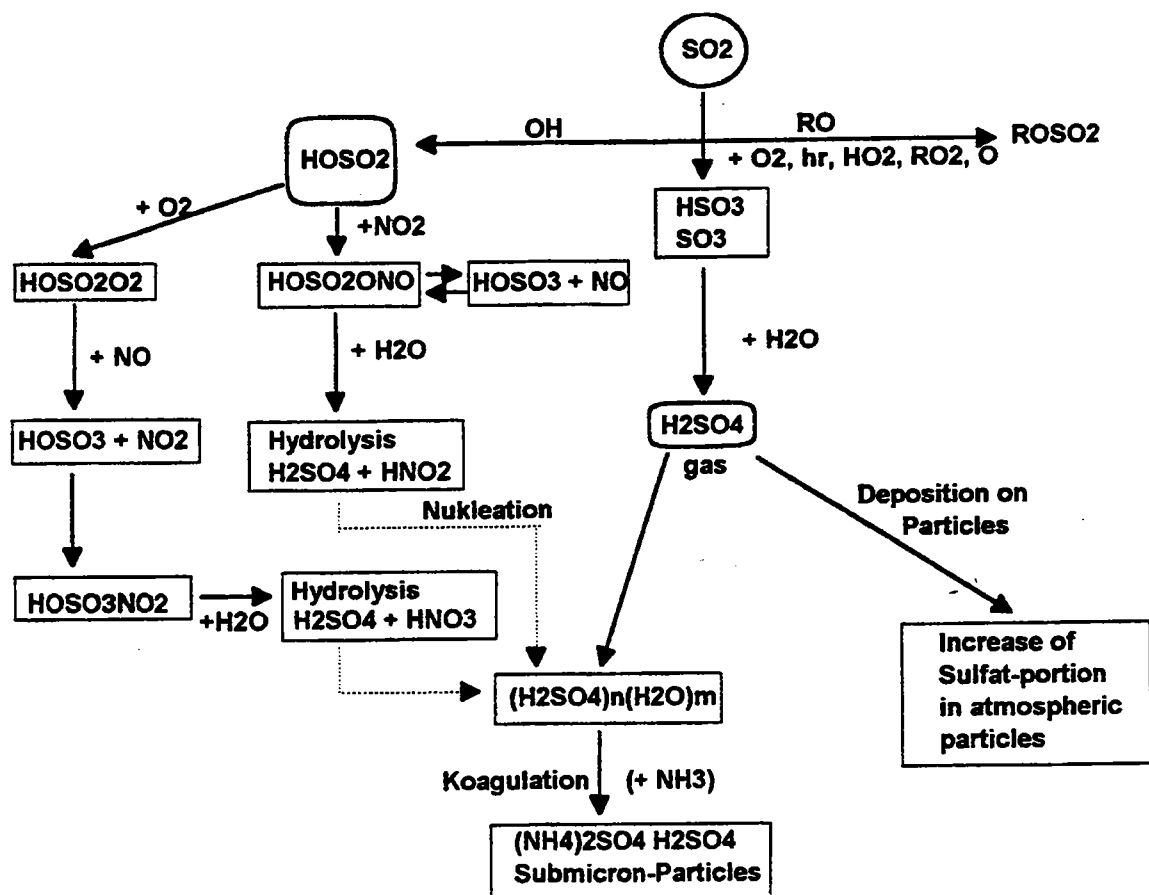 SO2
OH
RO
ROSO2
+ O2, hr, HO2, RO2, O
HOSO2
HSO3
SO3
+ O2
+NO2
HOSO2O2
HOSO2ONO
HOSO3 + NO
+ NO
+ H2O
+ H2O
H2SO4
gas
HOSO3 + NO2
Hydrolysis
H2SO4 + HNO2
Nukleation
Deposition on
Particles
HOSO3NO2
+H2O
Hydrolysis
H2SO4 + HNO3
(H2SO4)n(H2O)m
Increase of
Sulfat-portion
in atmospheric
particles
Koagulation (+ NH3)
(NH4)2SO4 H2SO4
Submicron-Particles